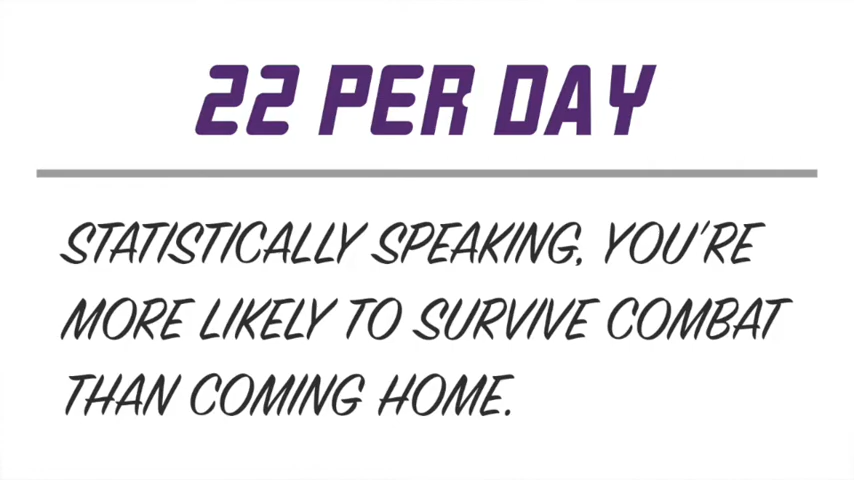 22 PER DAY
STATISTICALLY SPEAKING, YOU'RE
MORE LIKELY TO SURVIVE COMBAT
THAN COMING HOME.